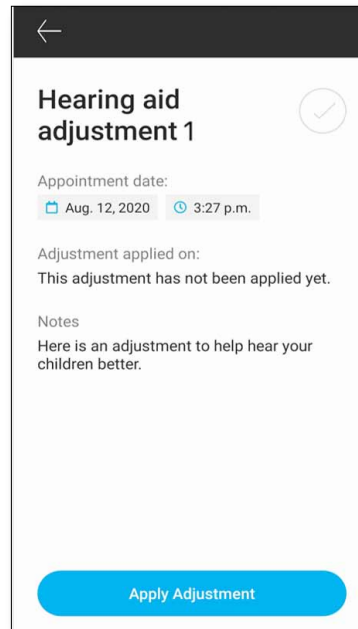 Hearing aid
adjustment 1
Appointment date:
Aug. 12, 2020 3:27 p.m.
Adjustment applied on:
This adjustment has not been applied yet.
Notes
Here is an adjustment to help hear your
children better.
Apply Adjustment